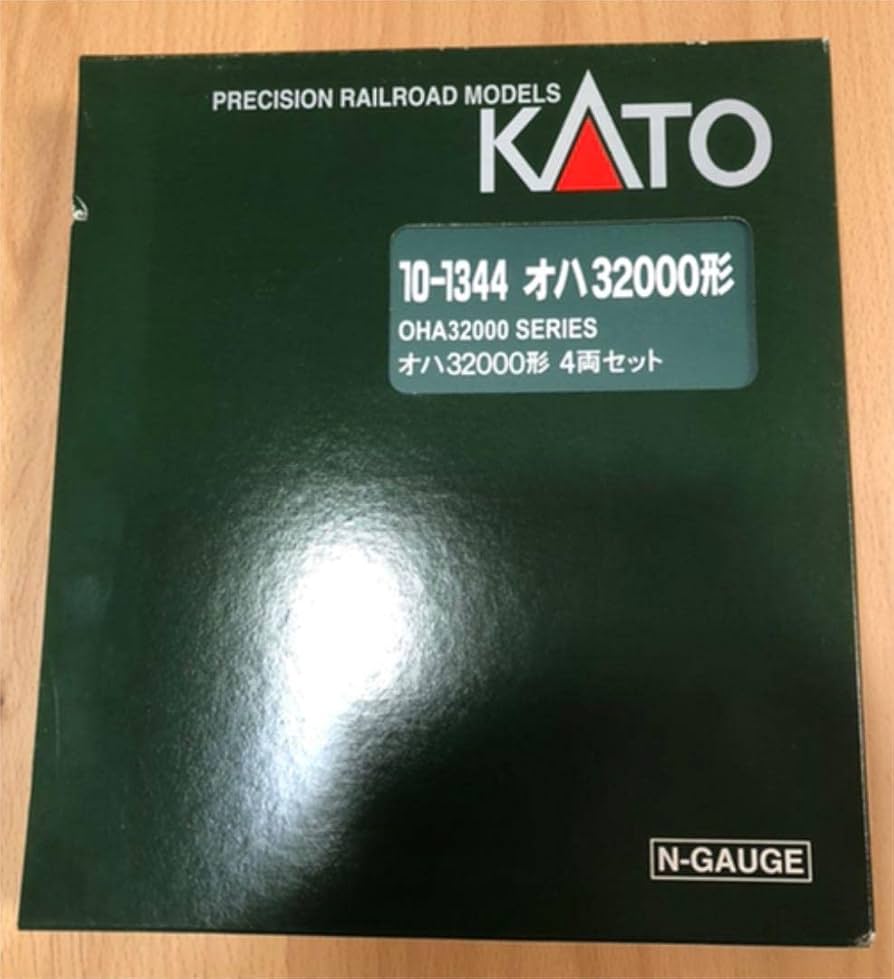 PRECISION RAILROAD MODELS
KATO
10-1344 オハ32000形
OHA32000 SERIES
オハ32000形 4両セット
N-GAUGE